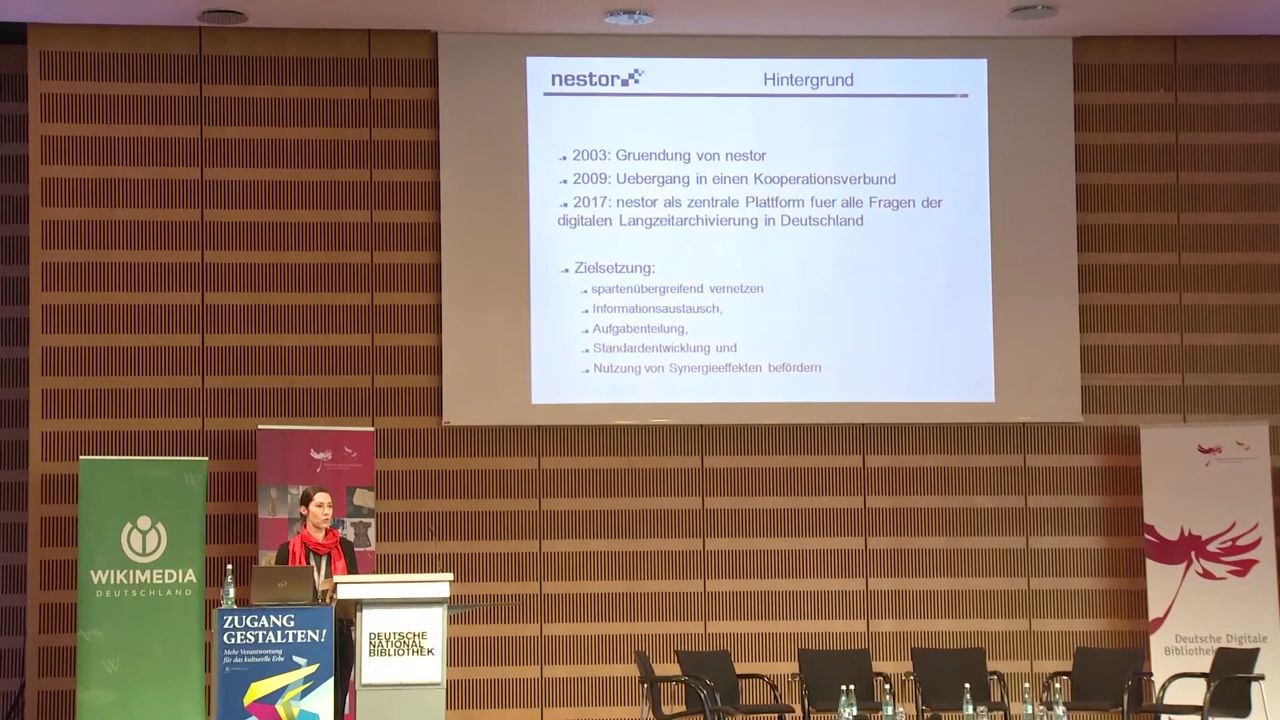 nestor
Hintergrund
2003: Gruendung von nestor
2009: Uebergang in einen Kooperationsverbund
2017: nestor als zentrale Plattform fuer alle Fragen der
digitalen Langzeitarchivierung in Deutschland
Zielsetzung:
spartenübergreifend vernetzen
Informationsaustausch,
Aufgabenteilung,
Standardentwicklung und
Nutzung von Synergieeffekten befördern
WIKIMEDIA
DEUTSCHLAND
ZUGANG
GESTALTEN!
Mehr Verantwortung
für das kulturelle Erbe
DEUTSCHE
NATIONAL
BIBLIOTHEK
Deutsche Digitale
Bibliothek